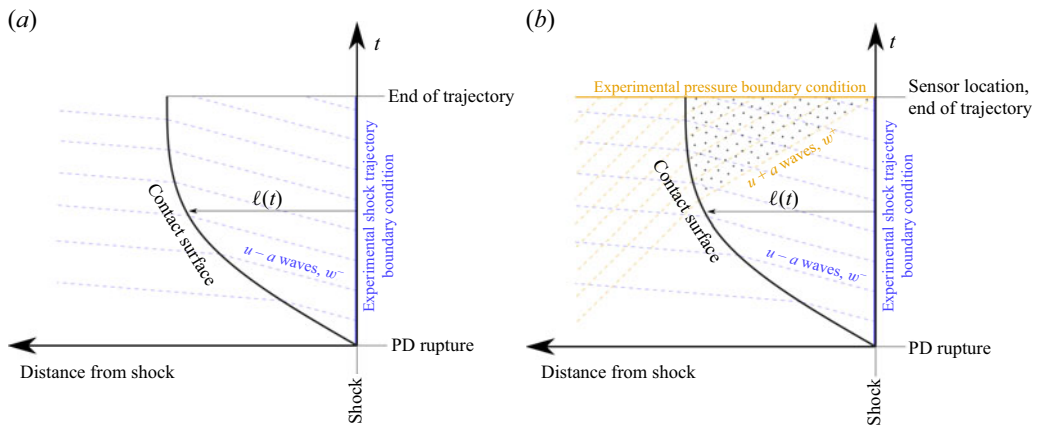 (a)
t
End of trajectory
Experimental shock trajectory
boundary condition
ℓ(t)
Contact surface
u − a waves, w⁻
PD rupture
Distance from shock
Shock
(b)
t
Experimental pressure boundary condition
Sensor location,
end of trajectory
Experimental shock trajectory
boundary condition
u + a waves, w⁺
ℓ(t)
Contact surface
u − a waves, w⁻
PD rupture
Distance from shock
Shock